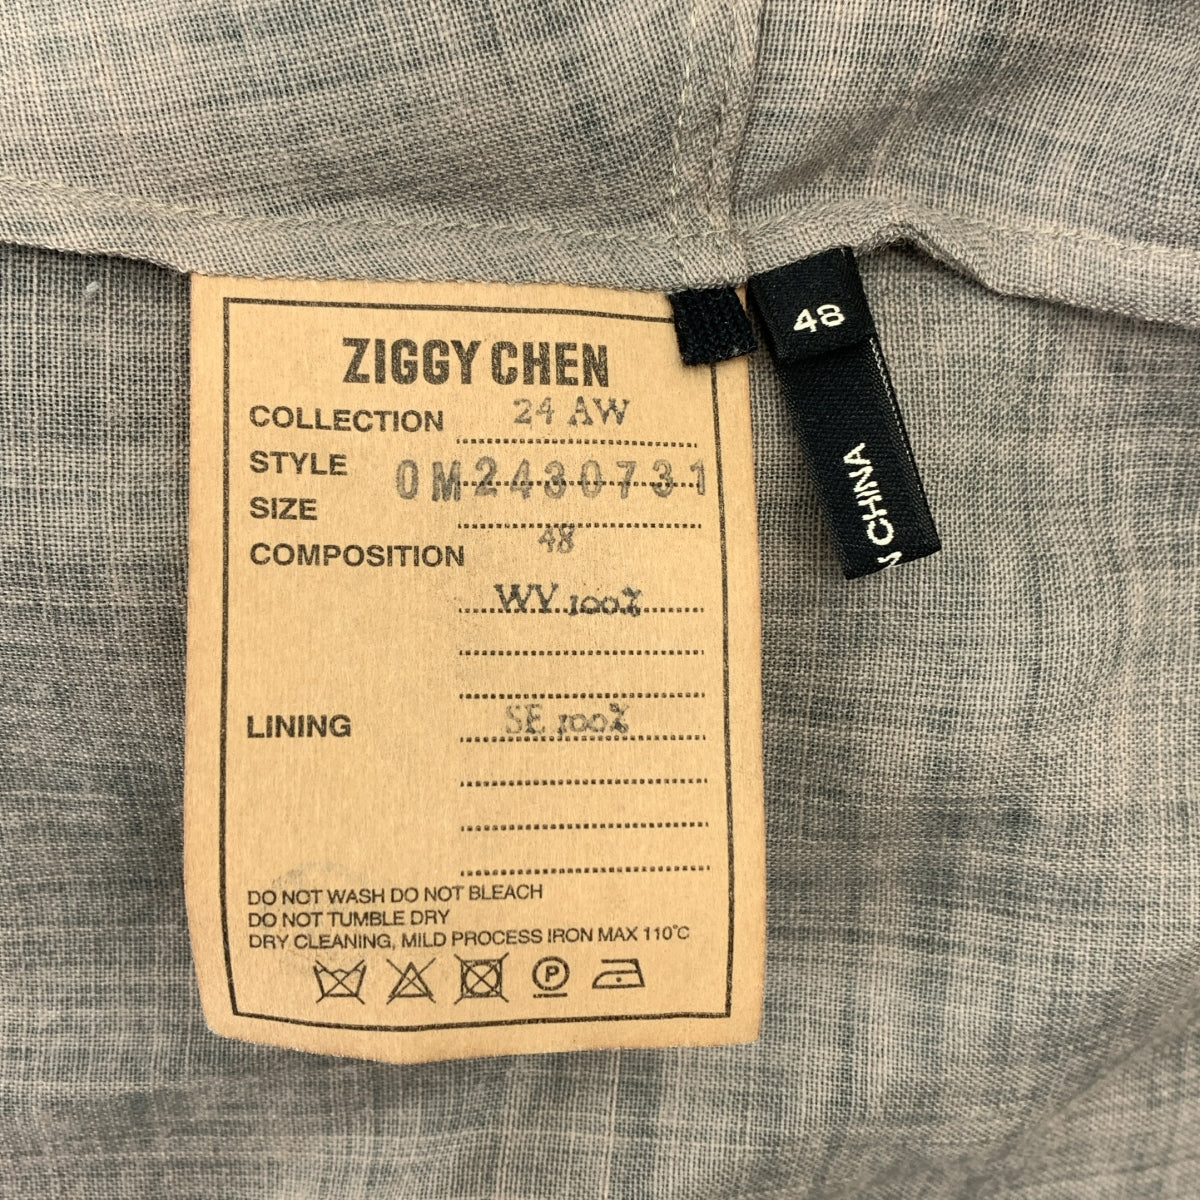 ZIGGY CHEN
COLLECTION 24 AW
STYLE 0M2430731
SIZE 48
COMPOSITION
WV 100%
LINING SE 100%
DO NOT WASH DO NOT BLEACH
DO NOT TUMBLE DRY
DRY CLEANING, MILD PROCESS IRON MAX 110°C
P
48
N CHINA